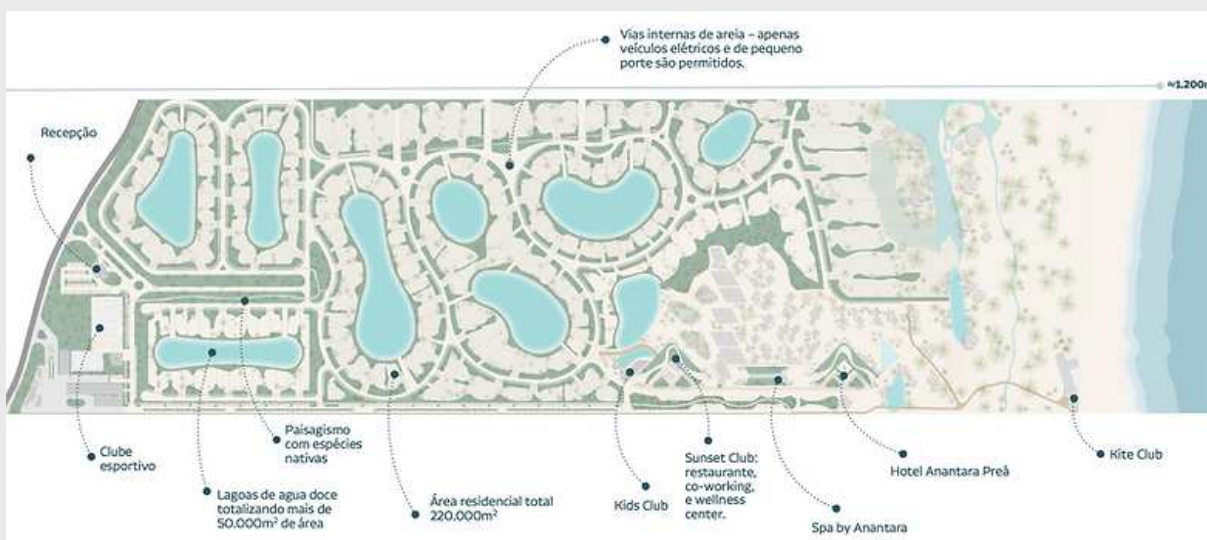 Vias internas de areia – apenas
veículos elétricos e de pequeno
porte são permitidos.
≈1.200m
Recepção
Clube
esportivo
Paisagismo
com espécies
nativas
Lagoas de agua doce
totalizando mais de
50.000m² de área
Área residencial total
220.000m²
Kids Club
Sunset Club:
restaurante,
co-working,
e wellness
center.
Spa by Anantara
Hotel Anantara Preâ
Kite Club